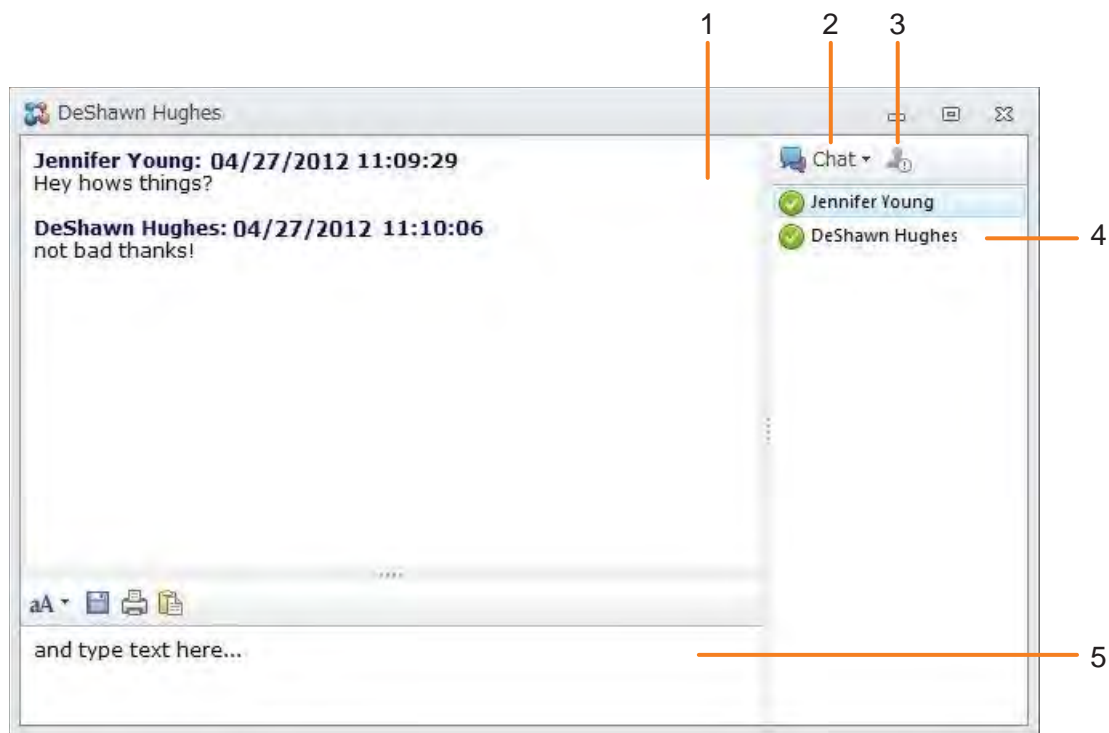 1 2 3
DeShawn Hughes
Jennifer Young: 04/27/2012 11:09:29
Hey hows things?
DeShawn Hughes: 04/27/2012 11:10:06
not bad thanks!
Chat
Jennifer Young
DeShawn Hughes
4
aA
and type text here...
5